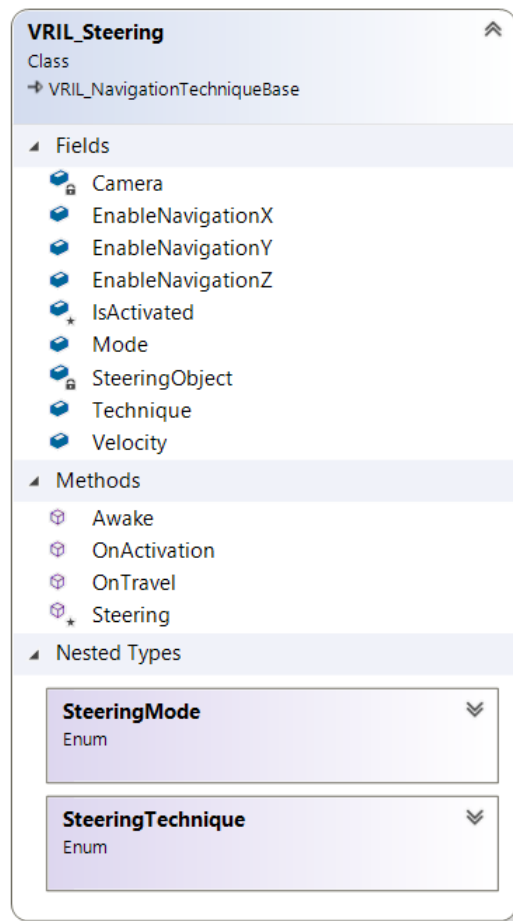 VRIL_Steering
Class
VRIL_NavigationTechniqueBase
Fields
Camera
EnableNavigationX
EnableNavigationY
EnableNavigationZ
IsActivated
Mode
SteeringObject
Technique
Velocity
Methods
Awake
OnActivation
OnTravel
Steering
Nested Types
SteeringMode
Enum
SteeringTechnique
Enum